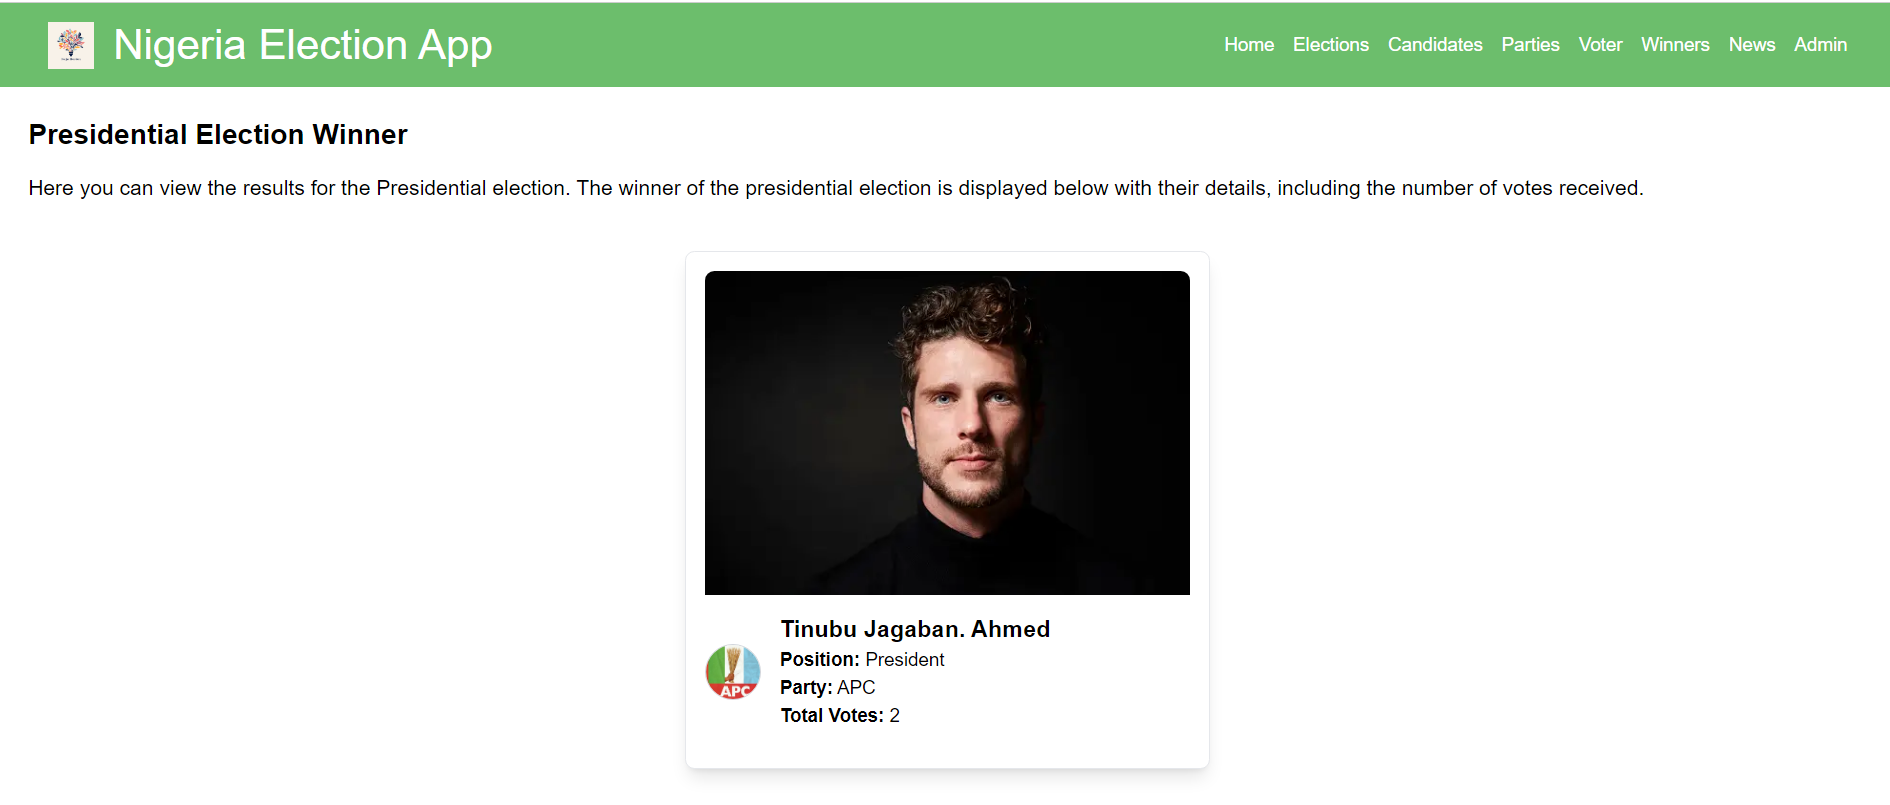 Nigeria Election App
Home Elections Candidates Parties Voter Winners News Admin
Presidential Election Winner
Here you can view the results for the Presidential election. The winner of the presidential election is displayed below with their details, including the number of votes received.
Tinubu Jagaban. Ahmed
Position: President
Party: APC
Total Votes: 2
APC